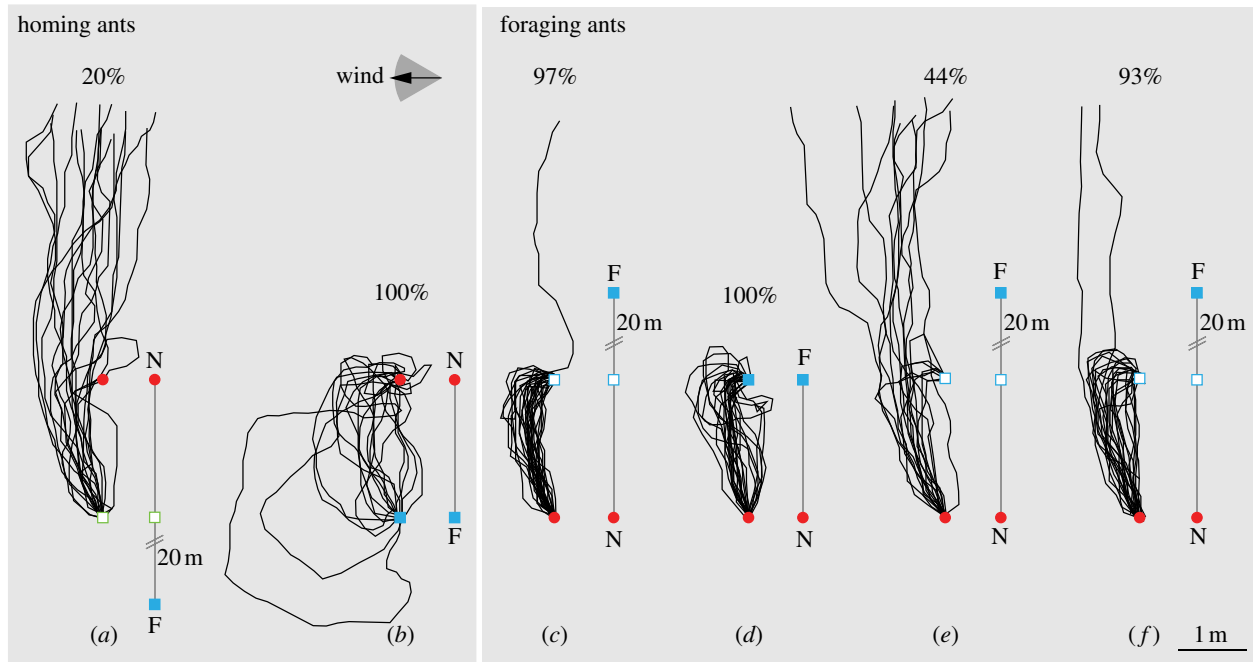 homing ants
foraging ants
20%
wind
97%
44%
93%
100%
100%
N
N
F
20 m
F
F
20 m
F
20 m
20 m
F
F
N
N
N
N
(a)
(b)
(c)
(d)
(e)
(f)
1 m